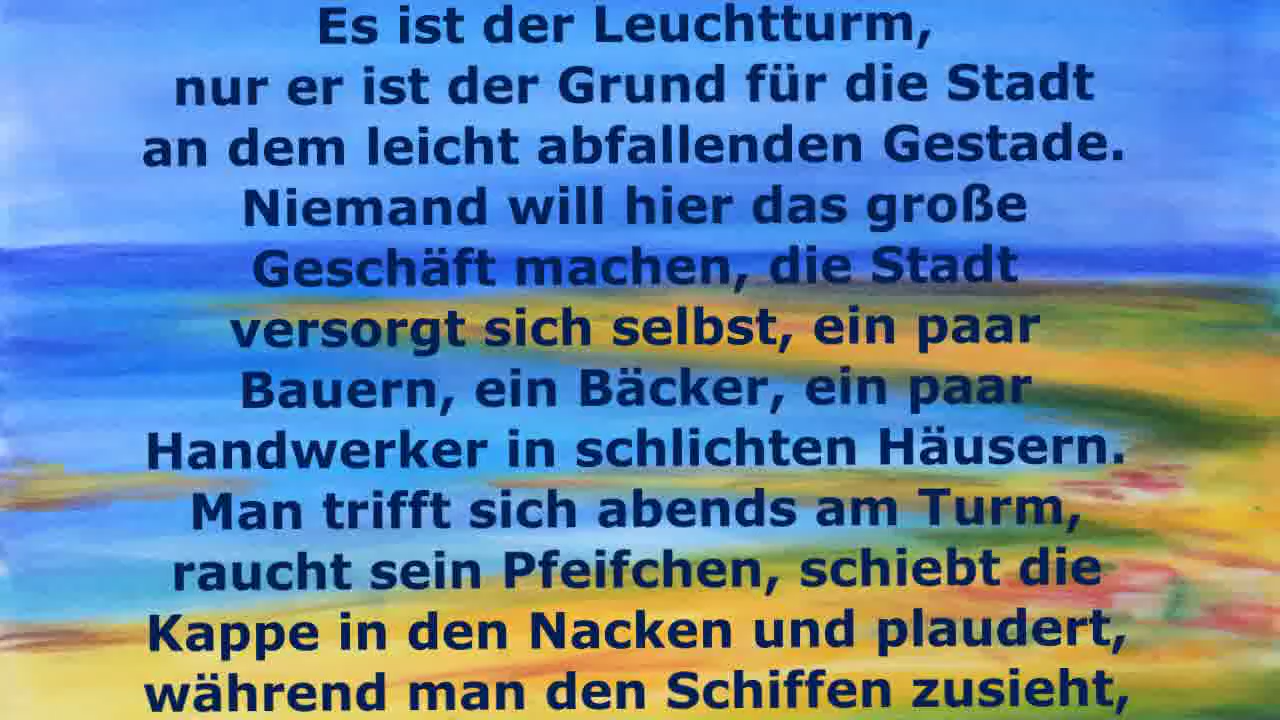 Es ist der Leuchtturm,
nur er ist der Grund für die Stadt
an dem leicht abfallenden Gestade.
Niemand will hier das große
Geschäft machen, die Stadt
versorgt sich selbst, ein paar
Bauern, ein Bäcker, ein paar
Handwerker in schlichten Häusern.
Man trifft sich abends am Turm,
raucht sein Pfeifchen, schiebt die
Kappe in den Nacken und plaudert,
während man den Schiffen zusieht,